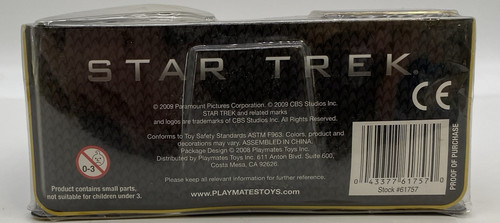 STAR TREK
© 2009 Paramount Pictures Corporation. © 2009 CBS Studios Inc.
STAR TREK and related marks
and logos are trademarks of CBS Studios Inc. All Rights Reserved.
Conforms to Toy Safety Standards ASTM F963. Colors, product and
decorations may vary. ASSEMBLED IN CHINA.
Package Design © 2008 Playmates Toys Inc.
Distributed by Playmates Toys Inc. 611 Anton Blvd. Suite 600,
Costa Mesa, CA 92626
Please keep all relevant information for further reference.
WWW.PLAYMATESTOYS.COM
0-3
Product contains small parts,
not suitable for children under 3.
CE
0 43377 61757 0
Stock #61757
PROOF OF PURCHASE